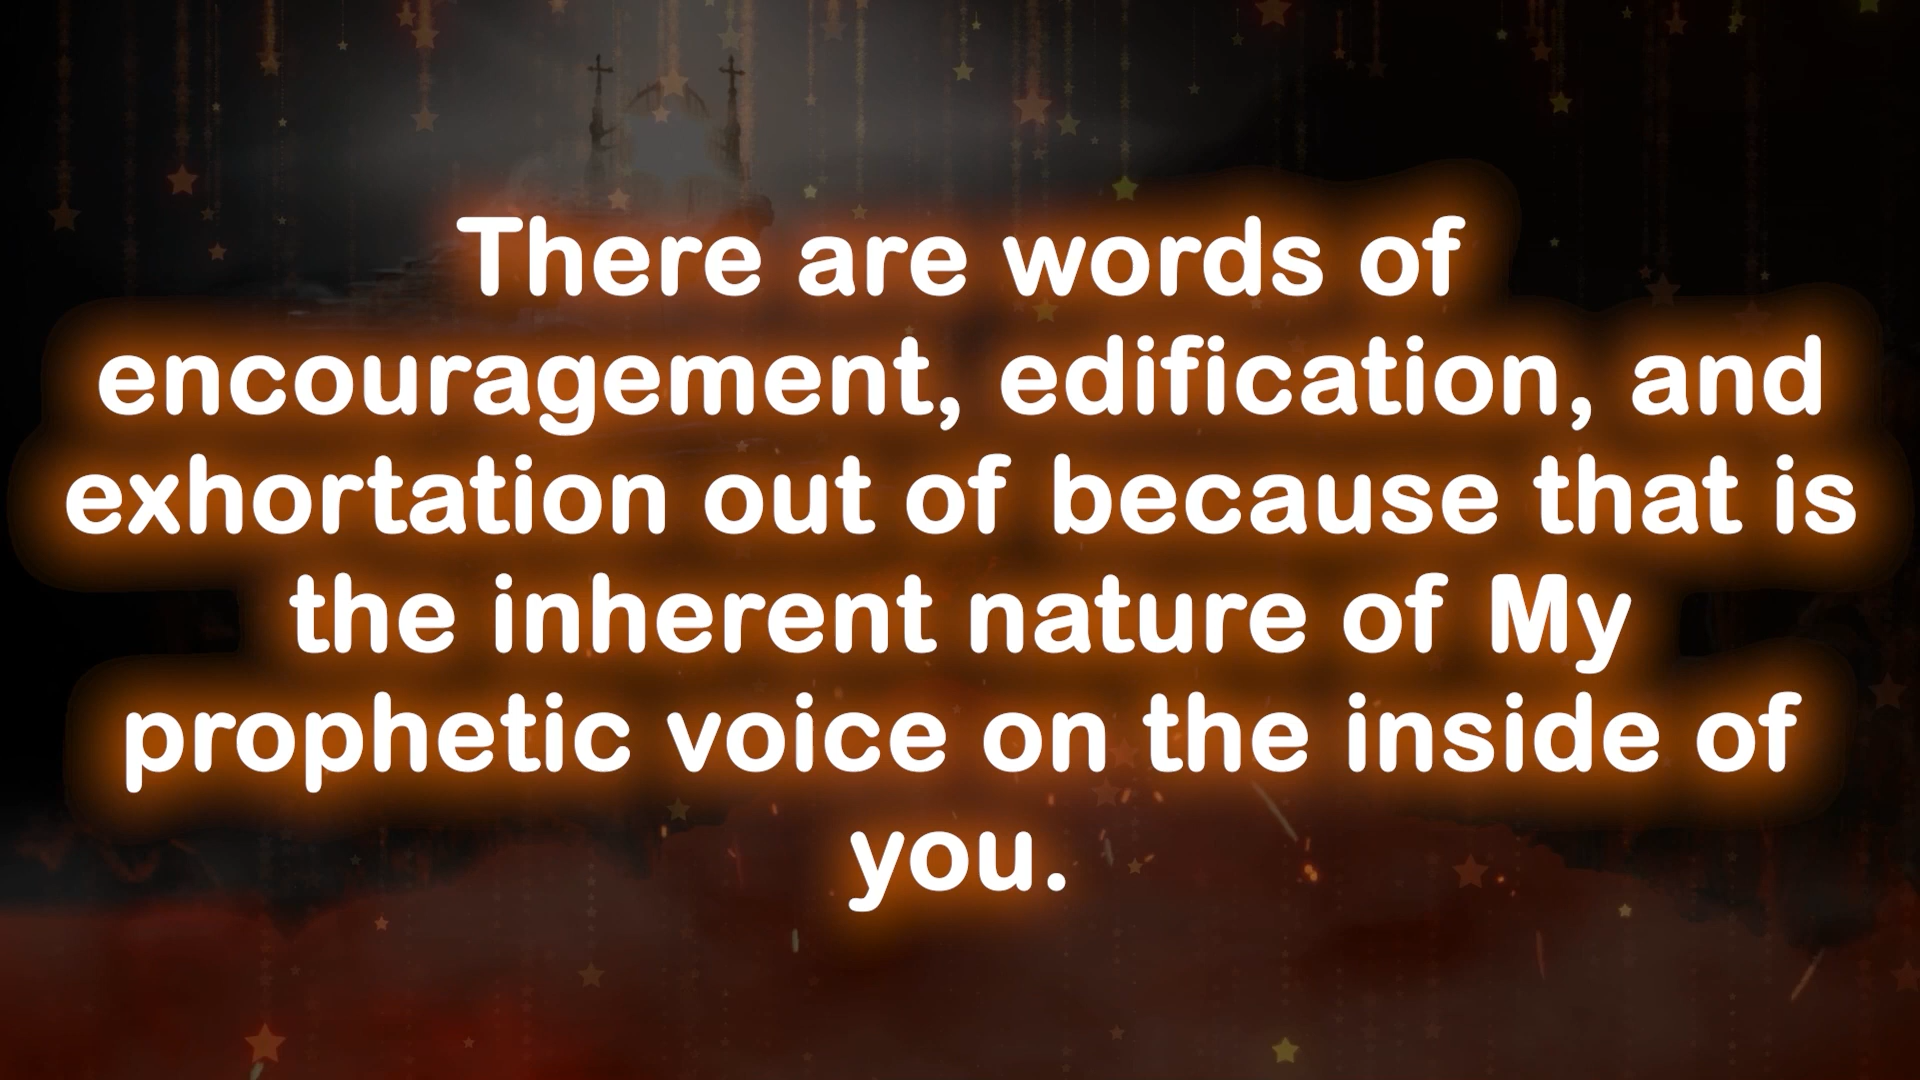 There are words of
encouragement, edification, and
exhortation out of because that is
the inherent nature of My
prophetic voice on the inside of
you.